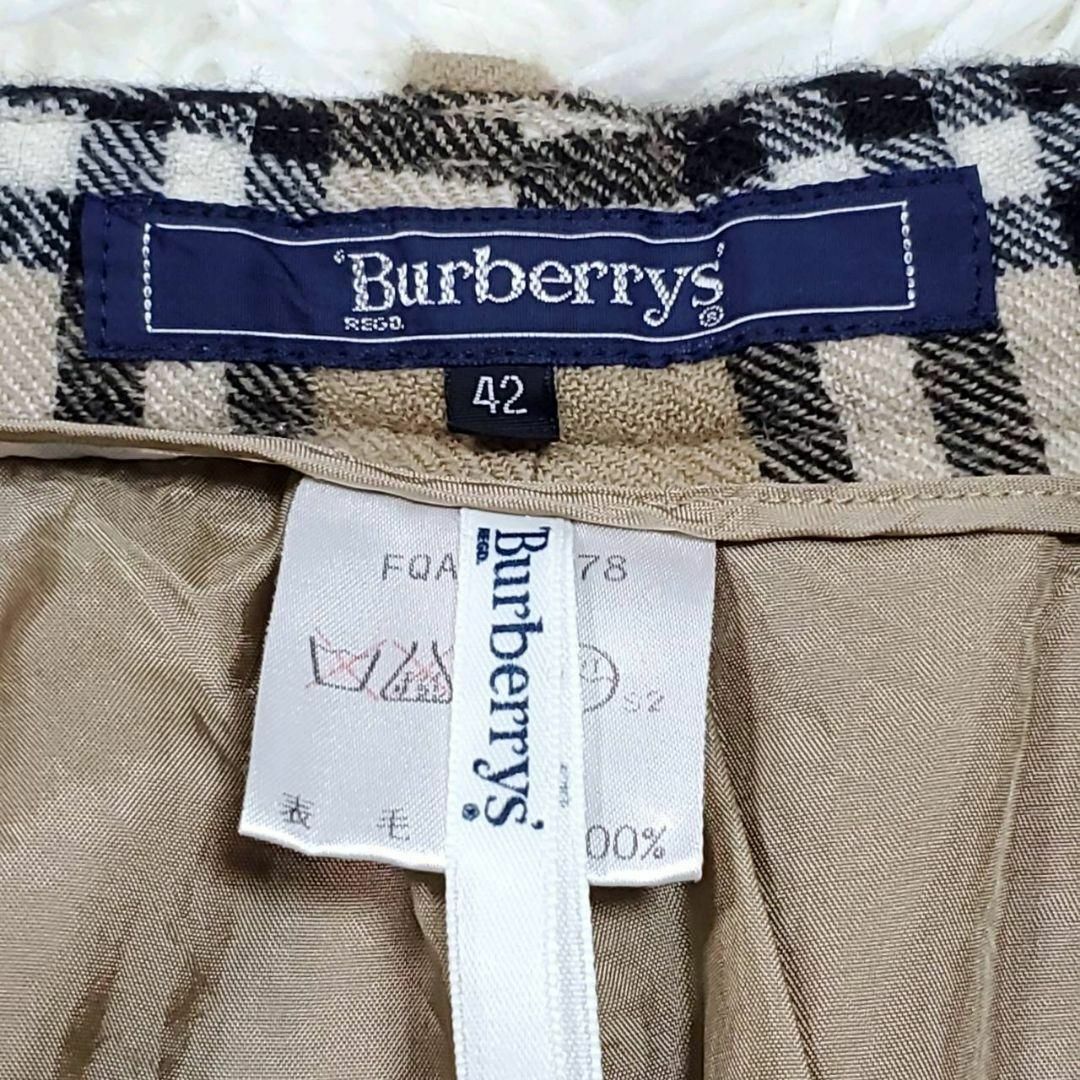 'Burberrys'
REGD. ®
42
FQA 78
S2
表 毛 00%
Burberrys'
REGD. ®